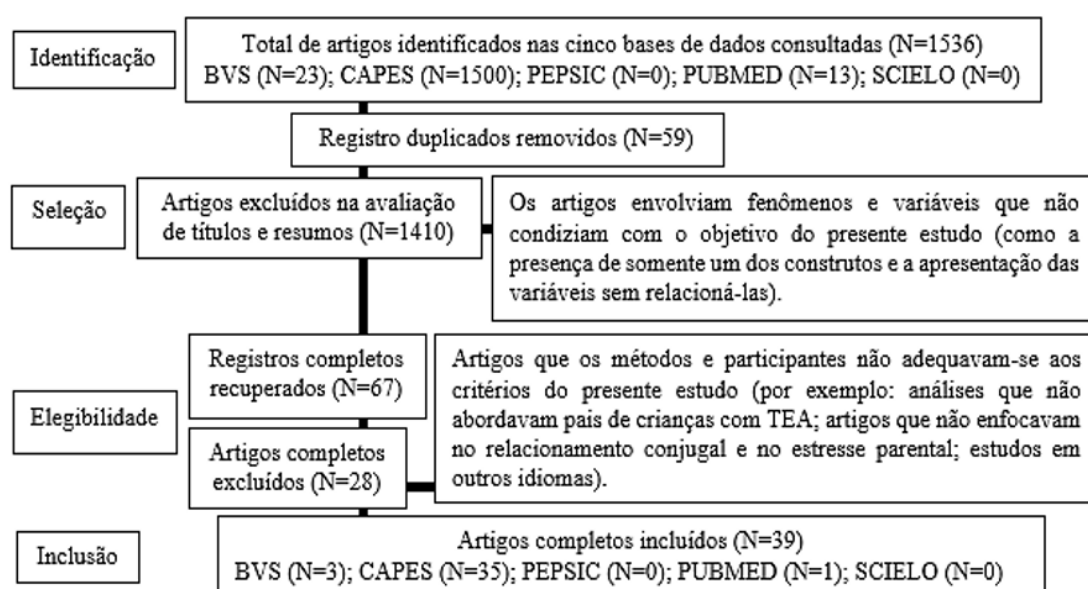 Identificação
Total de artigos identificados nas cinco bases de dados consultadas (N=1536)
BVS (N=23); CAPES (N=1500); PEPSIC (N=0); PUBMED (N=13); SCIELO (N=0)
Registro duplicados removidos (N=59)
Seleção
Artigos excluídos na avaliação
de títulos e resumos (N=1410)
Os artigos envolviam fenômenos e variáveis que não
condiziam com o objetivo do presente estudo (como a
presença de somente um dos construtos e a apresentação das
variáveis sem relacioná-las).
Elegibilidade
Registros completos
recuperados (N=67)
Artigos completos
excluídos (N=28)
Artigos que os métodos e participantes não adequavam-se aos
critérios do presente estudo (por exemplo: análises que não
abordavam pais de crianças com TEA; artigos que não enfocavam
no relacionamento conjugal e no estresse parental; estudos em
outros idiomas).
Inclusão
Artigos completos incluídos (N=39)
BVS (N=3); CAPES (N=35); PEPSIC (N=0); PUBMED (N=1); SCIELO (N=0)